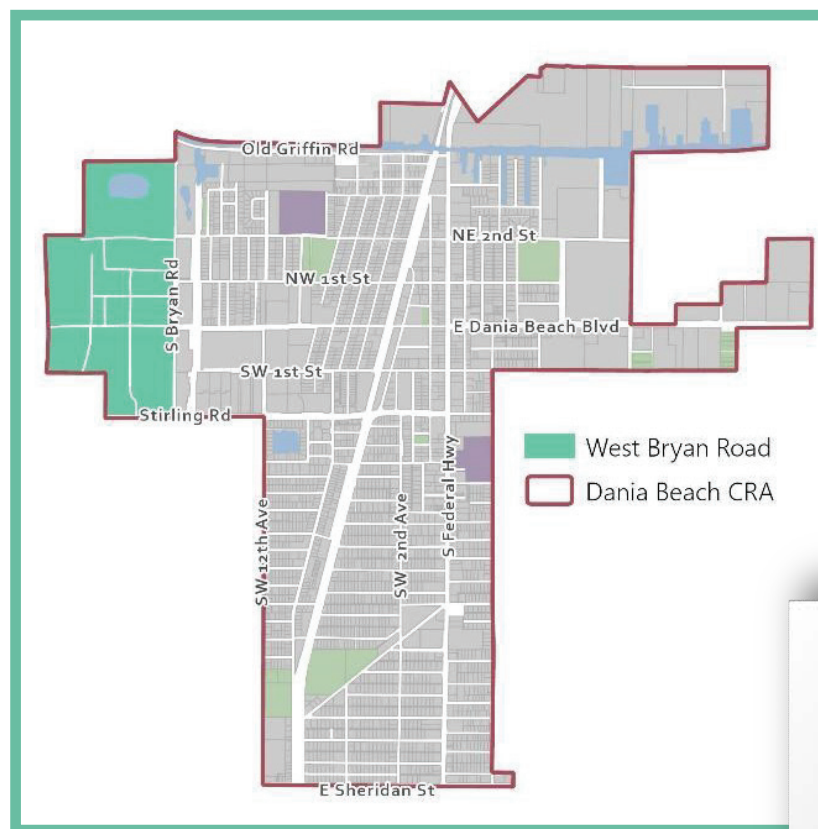 Old Griffin Rd
NE 2nd St
NW 1st St
S Bryan Rd
E Dania Beach Blvd
SW 1st St
Stirling Rd
West Bryan Road
Dania Beach CRA
S Federal Hwy
SW 2nd Ave
SW 12th Ave
E Sheridan St